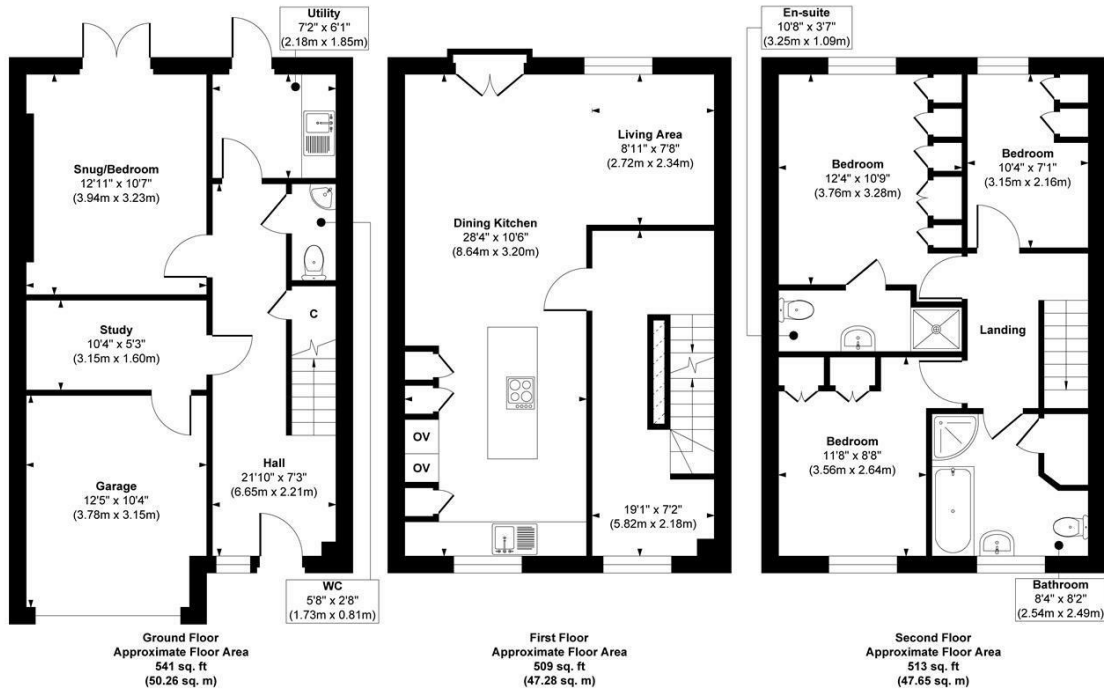 Utility
7'2" x 6'1"
(2.18m x 1.85m)
Snug/Bedroom
12'11" x 10'7"
(3.94m x 3.23m)
Study
10'4" x 5'3"
(3.15m x 1.60m)
C
Garage
12'5" x 10'4"
(3.78m x 3.15m)
Hall
21'10" x 7'3"
(6.65m x 2.21m)
WC
5'8" x 2'8"
(1.73m x 0.81m)
Ground Floor
Approximate Floor Area
541 sq. ft
(50.26 sq. m)
Living Area
8'11" x 7'8"
(2.72m x 2.34m)
Dining Kitchen
28'4" x 10'6"
(8.64m x 3.20m)
OV
OV
19'1" x 7'2"
(5.82m x 2.18m)
First Floor
Approximate Floor Area
509 sq. ft
(47.28 sq. m)
En-suite
10'8" x 3'7"
(3.25m x 1.09m)
Bedroom
12'4" x 10'9"
(3.76m x 3.28m)
Bedroom
10'4" x 7'1"
(3.15m x 2.16m)
Landing
Bedroom
11'8" x 8'8"
(3.56m x 2.64m)
Bathroom
8'4" x 8'2"
(2.54m x 2.49m)
Second Floor
Approximate Floor Area
513 sq. ft
(47.65 sq. m)